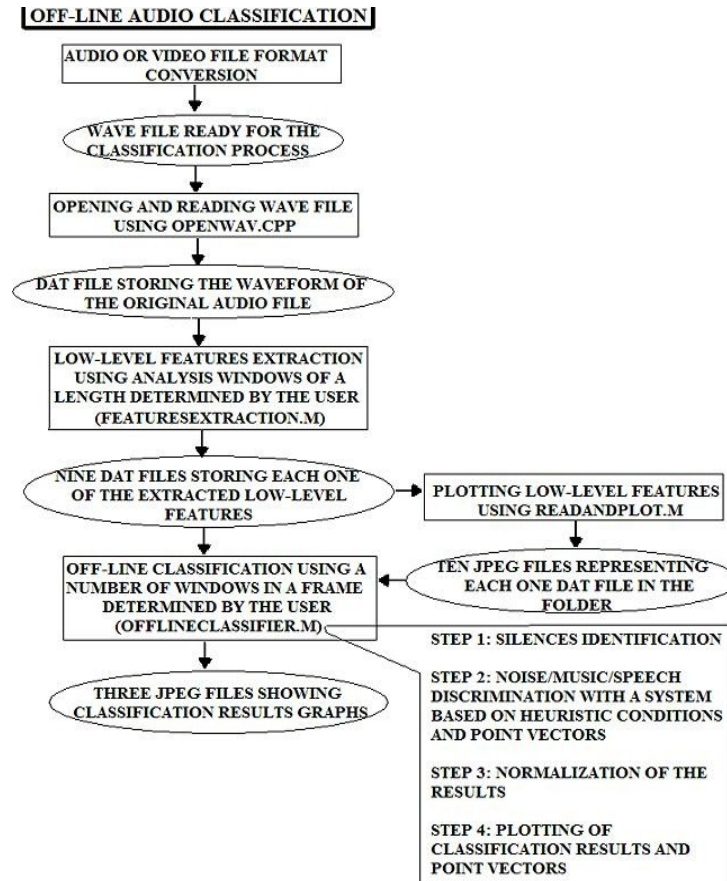 OFF-LINE AUDIO CLASSIFICATION
AUDIO OR VIDEO FILE FORMAT
CONVERSION
WAVE FILE READY FOR THE
CLASSIFICATION PROCESS
OPENING AND READING WAVE FILE
USING OPENWAV.CPP
DAT FILE STORING THE WAVEFORM OF
THE ORIGINAL AUDIO FILE
LOW-LEVEL FEATURES EXTRACTION
USING ANALYSIS WINDOWS OF A
LENGTH DETERMINED BY THE USER
(FEATURESEXTRACTION.M)
NINE DAT FILES STORING EACH ONE
OF THE EXTRACTED LOW-LEVEL
FEATURES
PLOTTING LOW-LEVEL FEATURES
USING READANDPLOT.M
TEN JPEG FILES REPRESENTING
EACH ONE DAT FILE IN THE
FOLDER
OFF-LINE CLASSIFICATION USING A
NUMBER OF WINDOWS IN A FRAME
DETERMINED BY THE USER
(OFFLINECLASSIFIER.M)
THREE JPEG FILES SHOWING
CLASSIFICATION RESULTS GRAPHS
STEP 1: SILENCES IDENTIFICATION
STEP 2: NOISE/MUSIC/SPEECH
DISCRIMINATION WITH A SYSTEM
BASED ON HEURISTIC CONDITIONS
AND POINT VECTORS
STEP 3: NORMALIZATION OF THE
RESULTS
STEP 4: PLOTTING OF
CLASSIFICATION RESULTS AND
POINT VECTORS